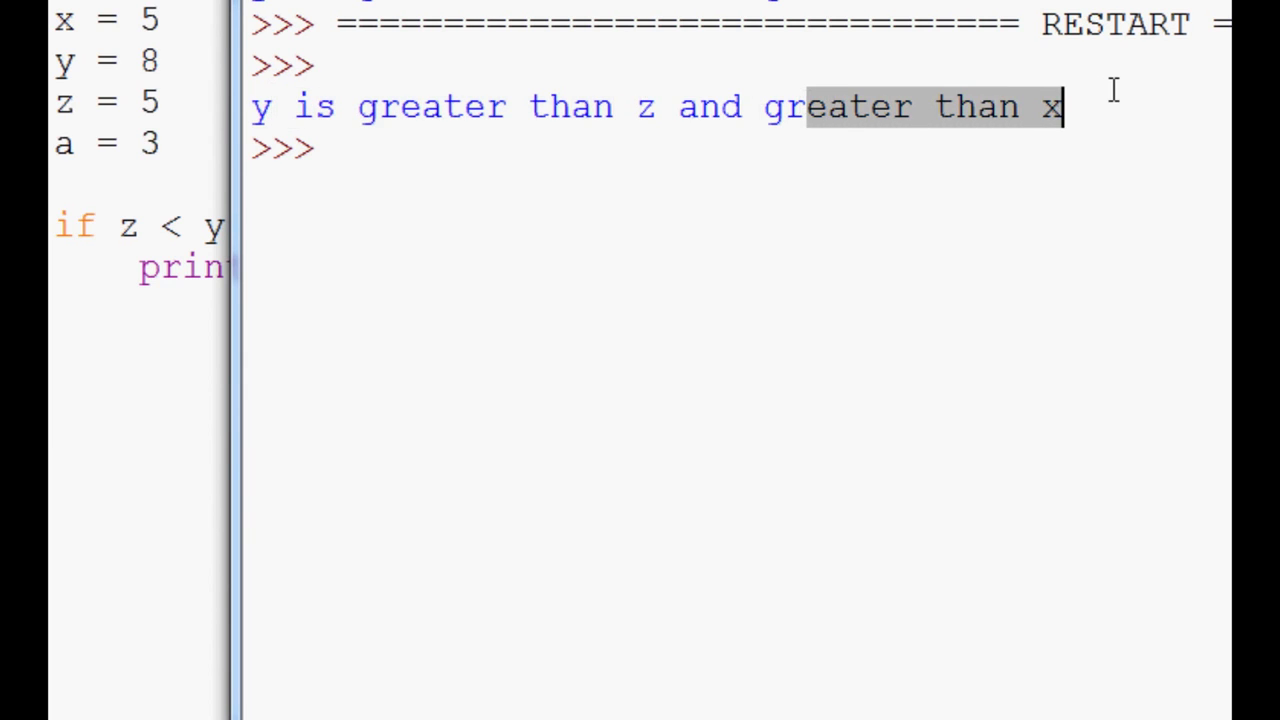 x = 5
y = 8
z = 5
a = 3
if z < y
prin
>>> ================================ RESTART =
>>>
y is greater than z and greater than x
>>>